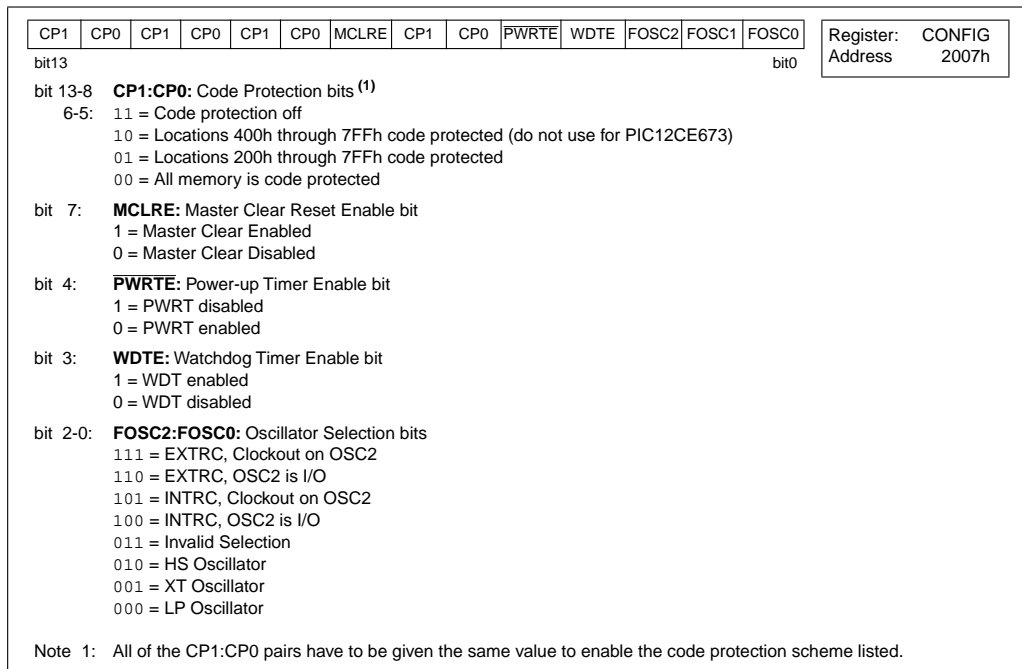 CP1 CP0 CP1 CP0 CP1 CP0 MCLRE CP1 CP0 PWRTE WDTE FOSC2 FOSC1 FOSC0
bit13 bit0
Register: CONFIG
Address 2007h
bit 13-8 CP1:CP0: Code Protection bits (1)
6-5: 11 = Code protection off
10 = Locations 400h through 7FFh code protected (do not use for PIC12CE673)
01 = Locations 200h through 7FFh code protected
00 = All memory is code protected
bit 7: MCLRE: Master Clear Reset Enable bit
1 = Master Clear Enabled
0 = Master Clear Disabled
bit 4: PWRTE: Power-up Timer Enable bit
1 = PWRT disabled
0 = PWRT enabled
bit 3: WDTE: Watchdog Timer Enable bit
1 = WDT enabled
0 = WDT disabled
bit 2-0: FOSC2:FOSC0: Oscillator Selection bits
111 = EXTRC, Clockout on OSC2
110 = EXTRC, OSC2 is I/O
101 = INTRC, Clockout on OSC2
100 = INTRC, OSC2 is I/O
011 = Invalid Selection
010 = HS Oscillator
001 = XT Oscillator
000 = LP Oscillator
Note 1: All of the CP1:CP0 pairs have to be given the same value to enable the code protection scheme listed.